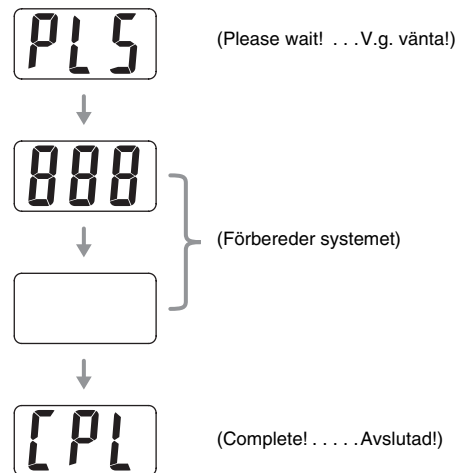 PLS
(Please wait! . . .V.g. vänta!)
888
(Förbereder systemet)
CPL
(Complete! . . . . .Avslutad!)